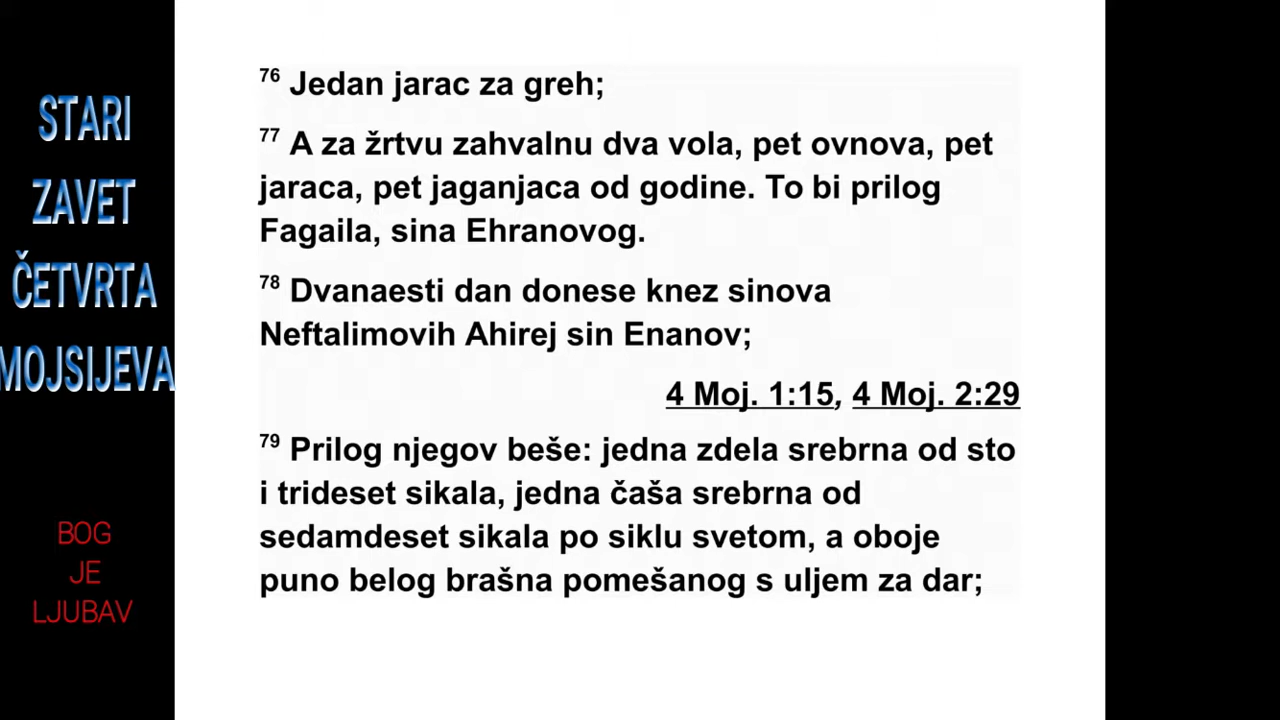 STARI
ZAVET
ČETVRTA
MOJSIJEVA
BOG
JE
LJUBAV
76 Jedan jarac za greh;
77 A za žrtvu zahvalnu dva vola, pet ovnova, pet
jaraca, pet jaganjaca od godine. To bi prilog
Fagaila, sina Ehranovog.
78 Dvanaesti dan donese knez sinova
Neftalimovih Ahirej sin Enanov;
4 Moj. 1:15, 4 Moj. 2:29
79 Prilog njegov beše: jedna zdela srebrna od sto
i trideset sikala, jedna čaša srebrna od
sedamdeset sikala po siklu svetom, a oboje
puno belog brašna pomešanog s uljem za dar;